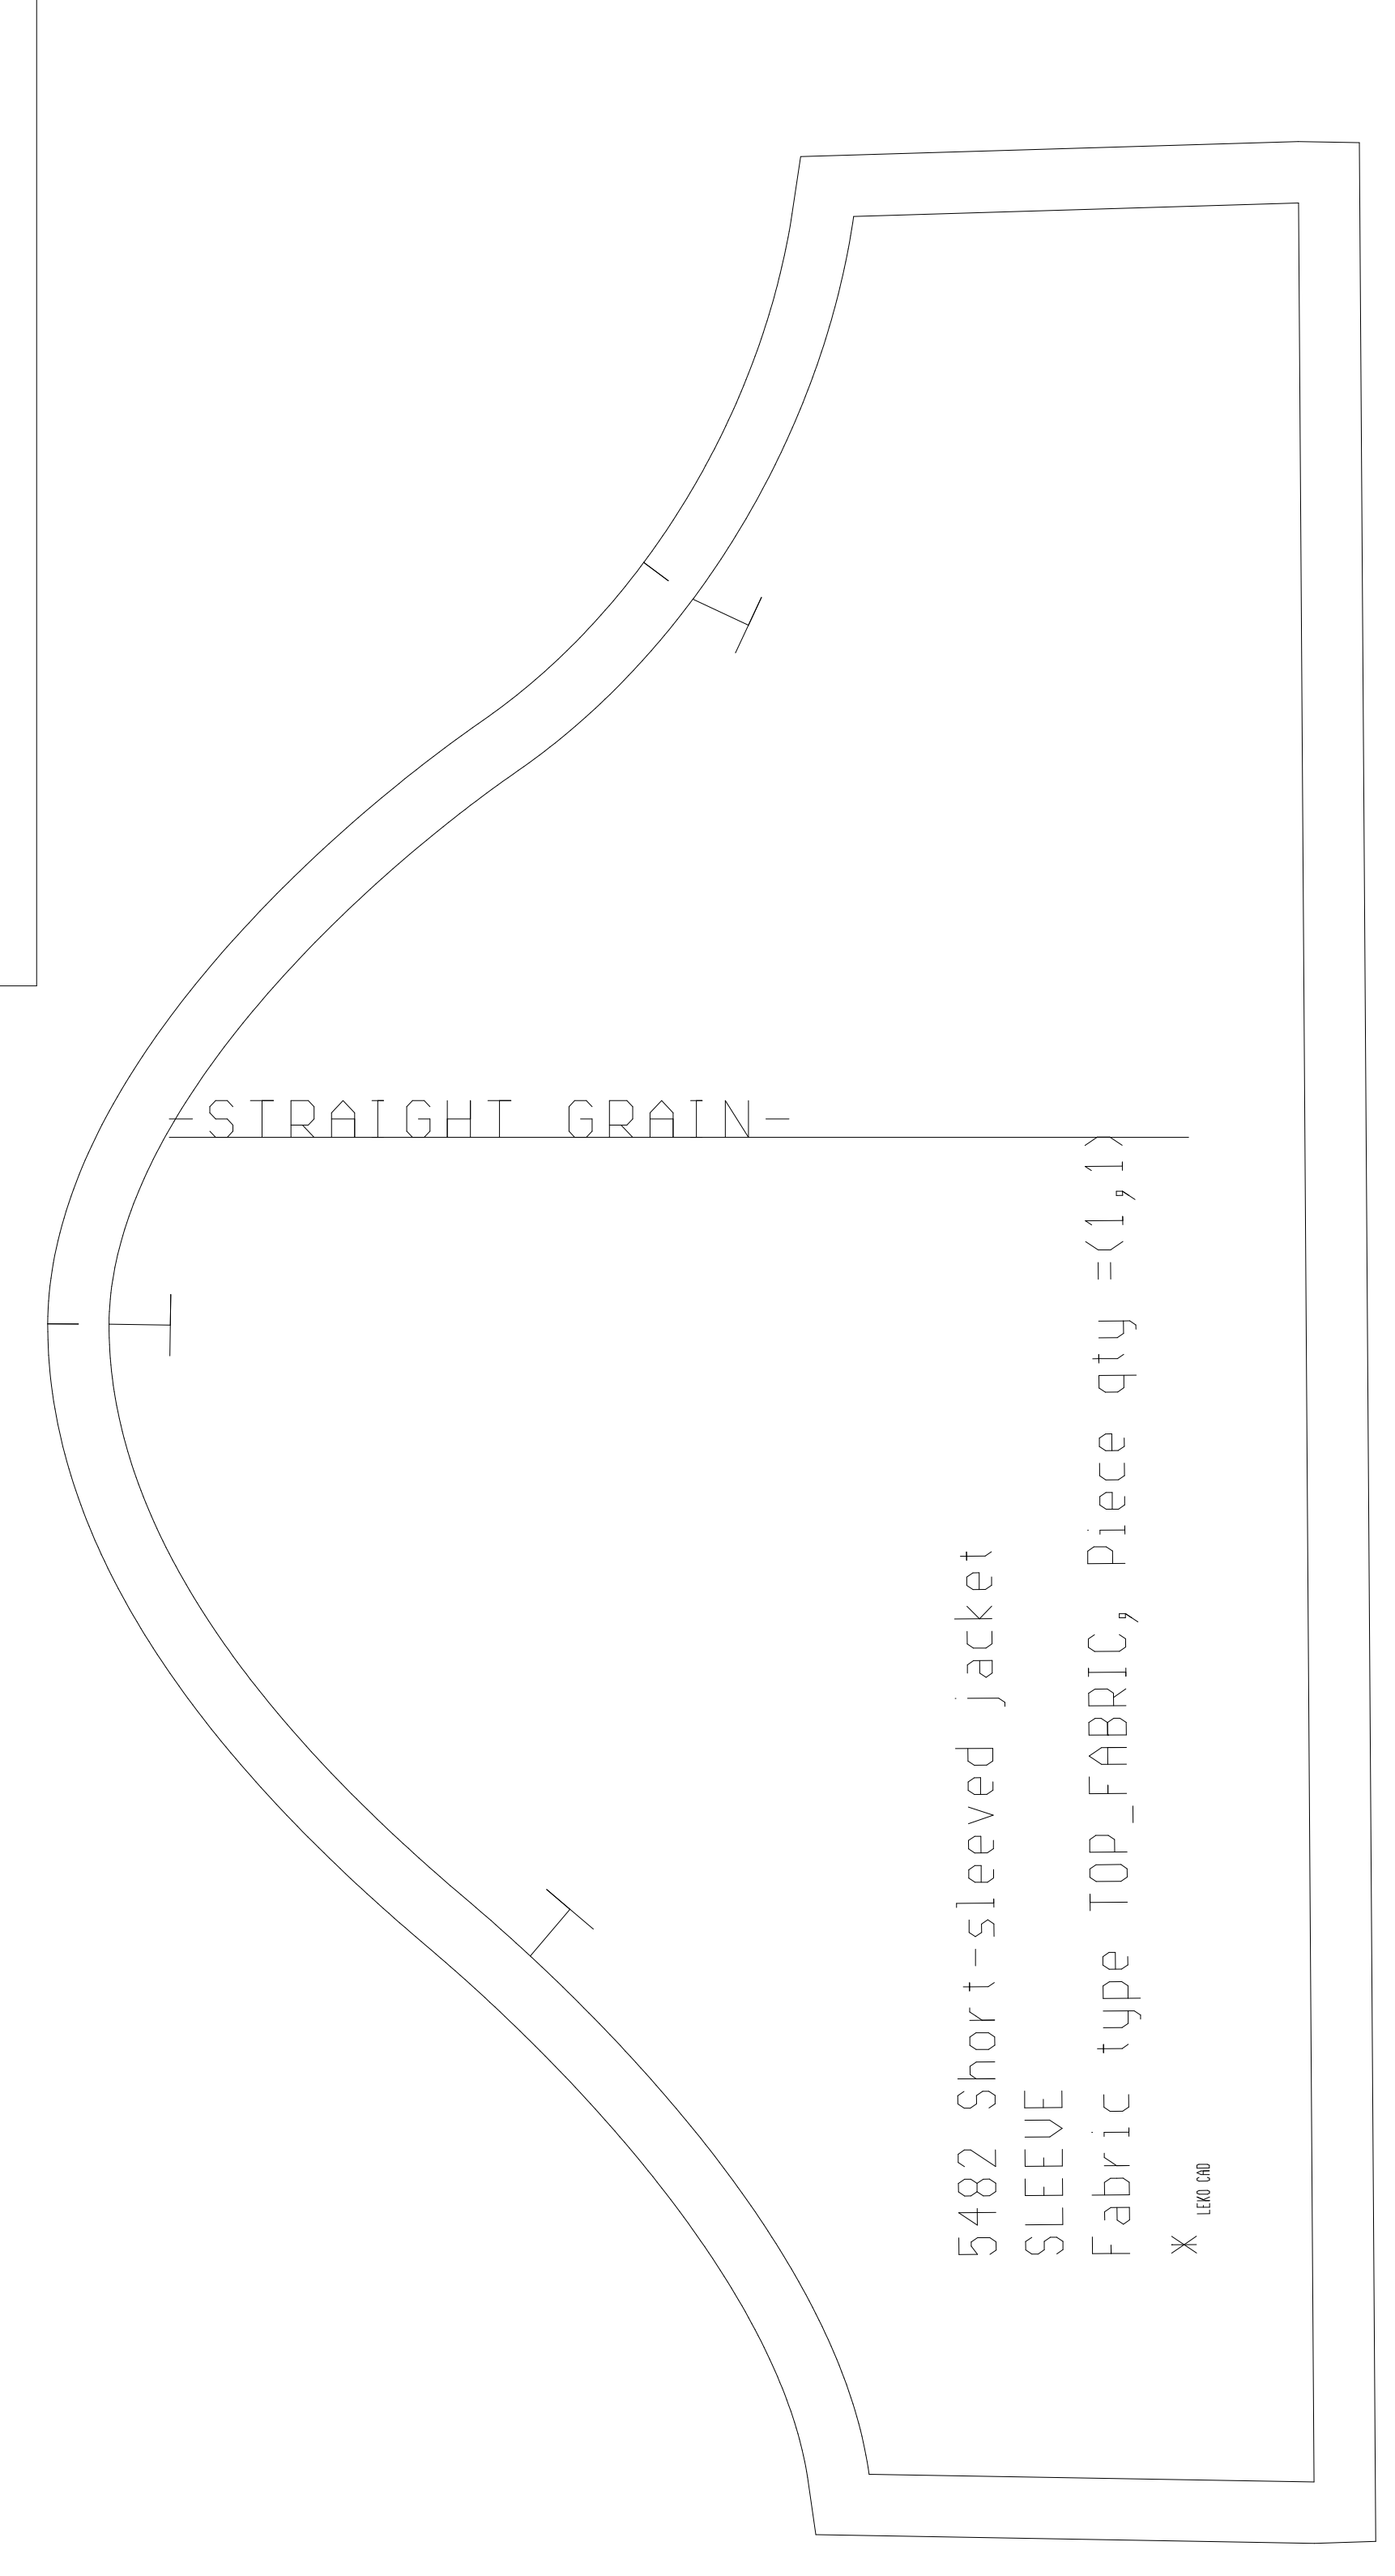 -STRAIGHT GRAIN-
5482 Short-sleeved jacket
SLEEVE
Fabric type TOP_FABRIC, Piece qty =(1,1)
LEKO CAD